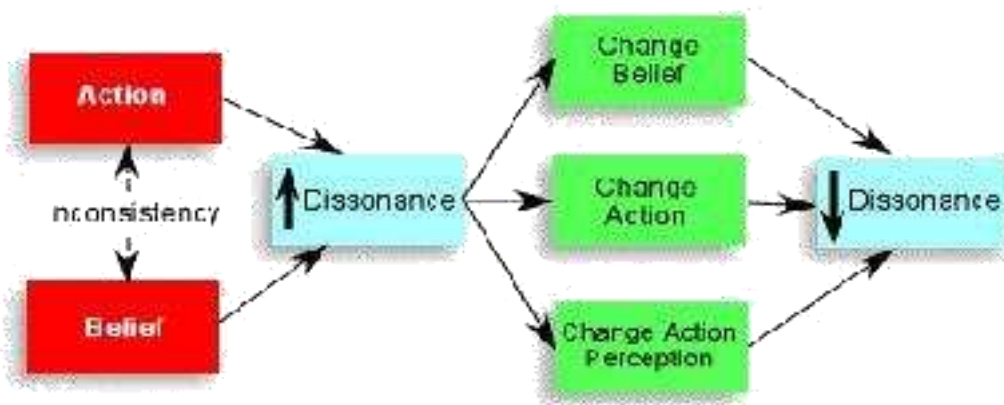 Action
Inconsistency
Belief
Dissonance
Change
Belief
Change
Action
Change Action
Perception
Dissonance